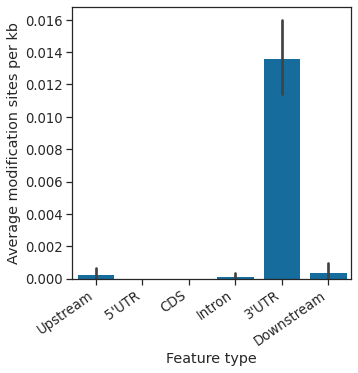 Average modification sites per kb
0.016
0.014
0.012
0.010
0.008
0.006
0.004
0.002
0.000
Upstream
5'UTR
CDS
Intron
3'UTR
Downstream
Feature type